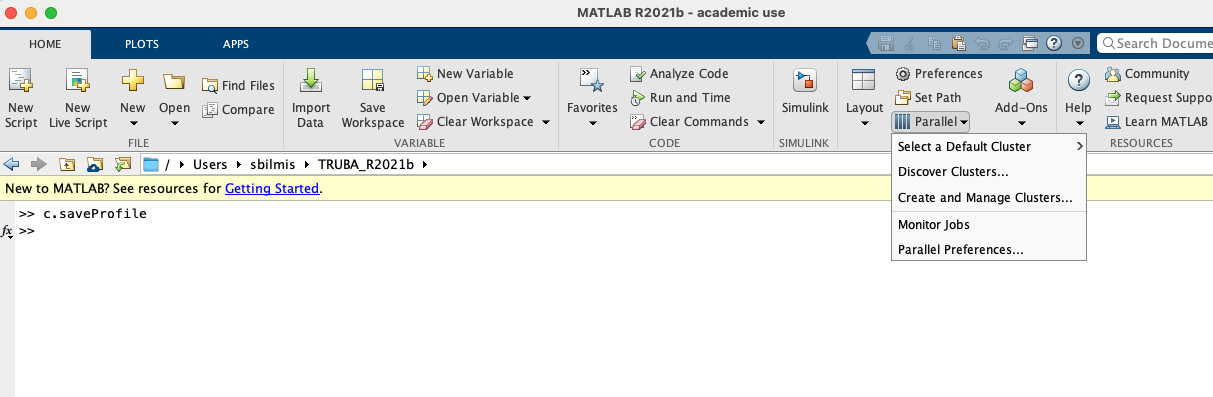 MATLAB R2021b - academic use
HOME PLOTS APPS
Search Docume
New Script
New Live Script
New
Open
Find Files
Compare
FILE
Import Data
Save Workspace
New Variable
Open Variable
Clear Workspace
VARIABLE
Favorites
Analyze Code
Run and Time
Clear Commands
CODE
Simulink
SIMULINK
Layout
Preferences
Set Path
Parallel
Add-Ons
Help
Community
Request Suppo
Learn MATLAB
RESOURCES
Select a Default Cluster
Discover Clusters...
Create and Manage Clusters...
Monitor Jobs
Parallel Preferences...
/ Users sbilmis TRUBA_R2021b
New to MATLAB? See resources for Getting Started.
>> c.saveProfile
fx >>